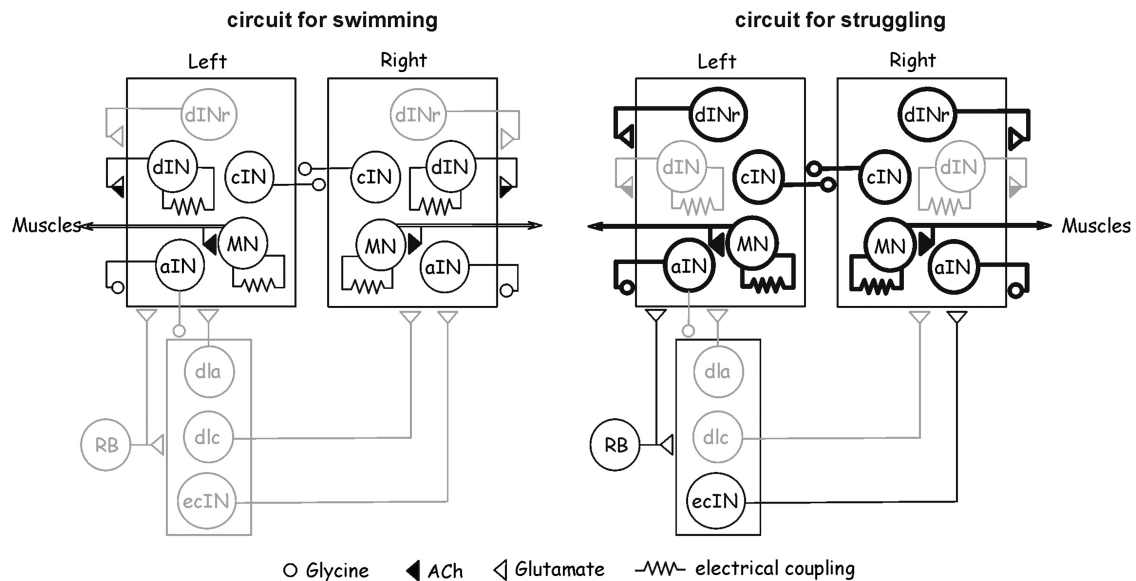 circuit for swimming
circuit for struggling
Left
Right
Left
Right
dINr
dINr
dINr
dINr
dIN
cIN
cIN
dIN
dIN
cIN
cIN
dIN
Muscles
MN
MN
MN
MN
Muscles
aIN
aIN
aIN
aIN
dla
dla
RB
dlc
RB
dlc
ecIN
ecIN
Glycine
ACh
Glutamate
electrical coupling